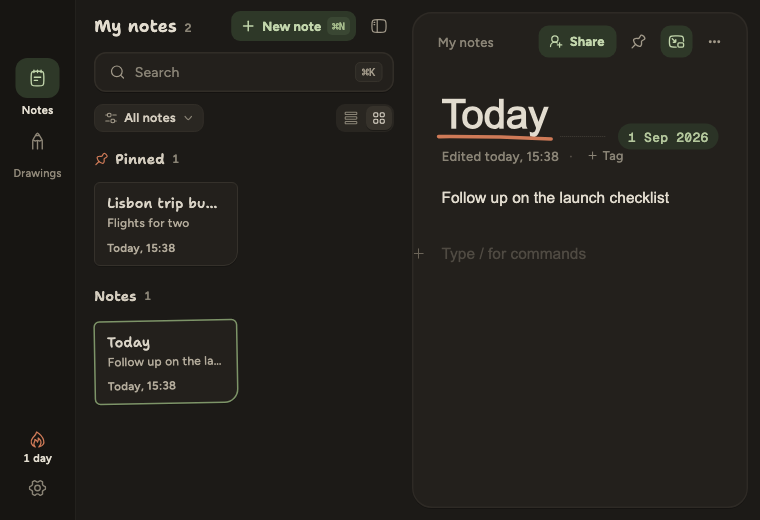 Notes
Drawings
1 day
My notes 2
New note ⌘N
Search ⌘K
All notes
Pinned 1
Lisbon trip bu...
Flights for two
Today, 15:38
Notes 1
Today
Follow up on the la...
Today, 15:38
My notes
Share
Today
1 Sep 2026
Edited today, 15:38 · + Tag
Follow up on the launch checklist
Type / for commands